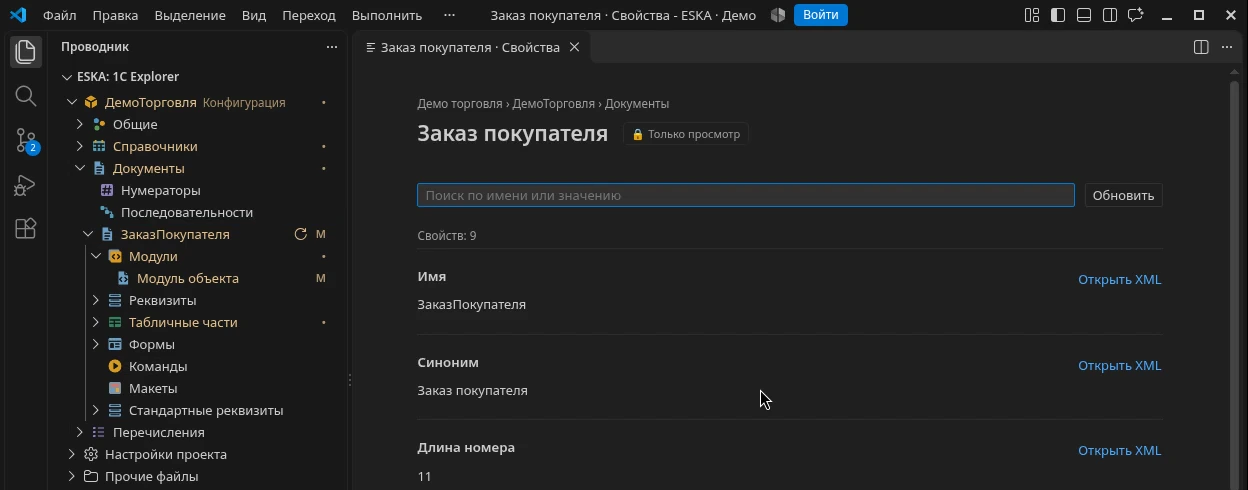 Файл Правка Выделение Вид Переход Выполнить ··· Заказ покупателя · Свойства - ESKA · Демо Войти
Проводник ···
Заказ покупателя · Свойства
ESKA: 1C Explorer
ДемоТорговля Конфигурация •
Общие
Справочники •
Документы •
Нумераторы
Последовательности
ЗаказПокупателя M
Модули •
Модуль объекта M
Реквизиты
Табличные части •
Формы
Команды
Макеты
Стандартные реквизиты
Перечисления
Настройки проекта
Прочие файлы
2
Демо торговля › ДемоТорговля › Документы
Заказ покупателя Только просмотр
Поиск по имени или значению Обновить
Свойств: 9
Имя Открыть XML
ЗаказПокупателя
Синоним Открыть XML
Заказ покупателя
Длина номера Открыть XML
11